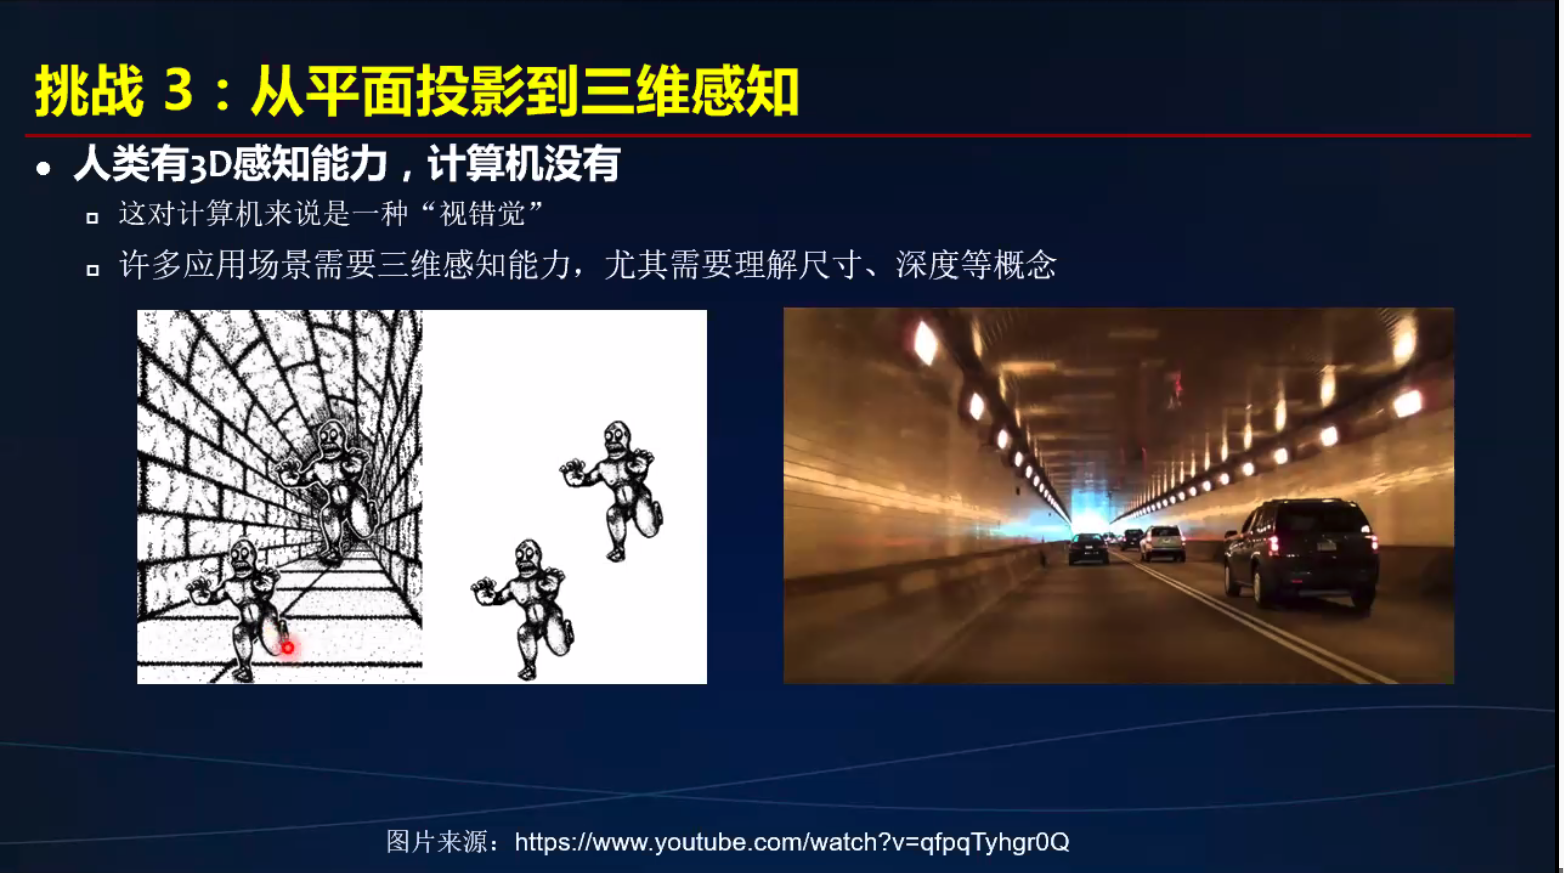 挑战 3：从平面投影到三维感知
人类有3D感知能力，计算机没有
这对计算机来说是一种“视错觉”
许多应用场景需要三维感知能力，尤其需要理解尺寸、深度等概念
图片来源：https://www.youtube.com/watch?v=qfpqTyhgr0Q